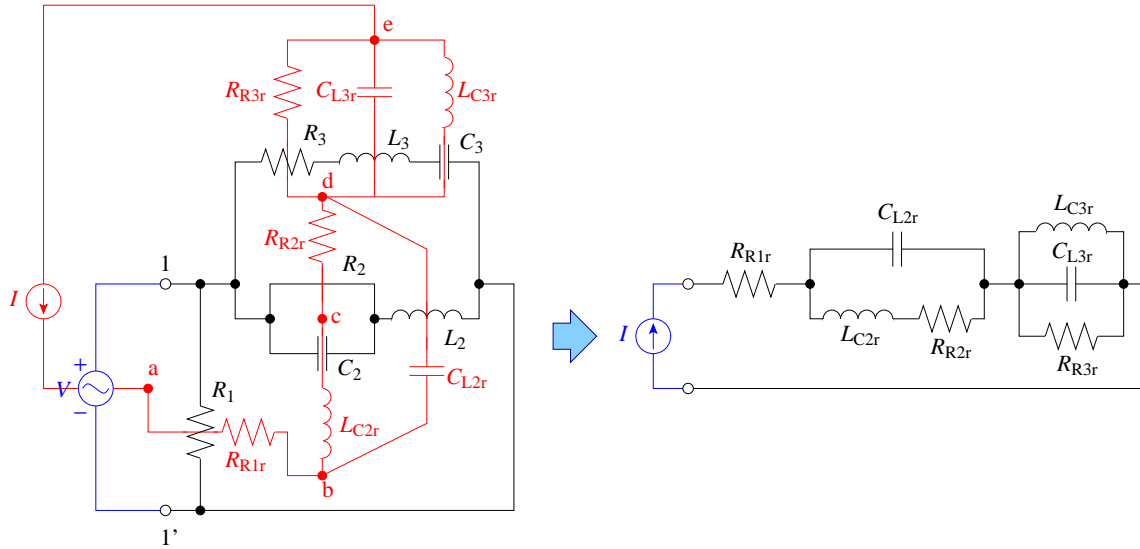 e
R_R3r
C_L3r
L_C3r
R_3
L_3
C_3
d
R_R2r
R_2
1
I
c
L_2
+
V
−
a
C_2
C_L2r
R_1
L_C2r
R_R1r
b
1’
C_L2r
L_C3r
R_R1r
C_L3r
I
L_C2r
R_R2r
R_R3r